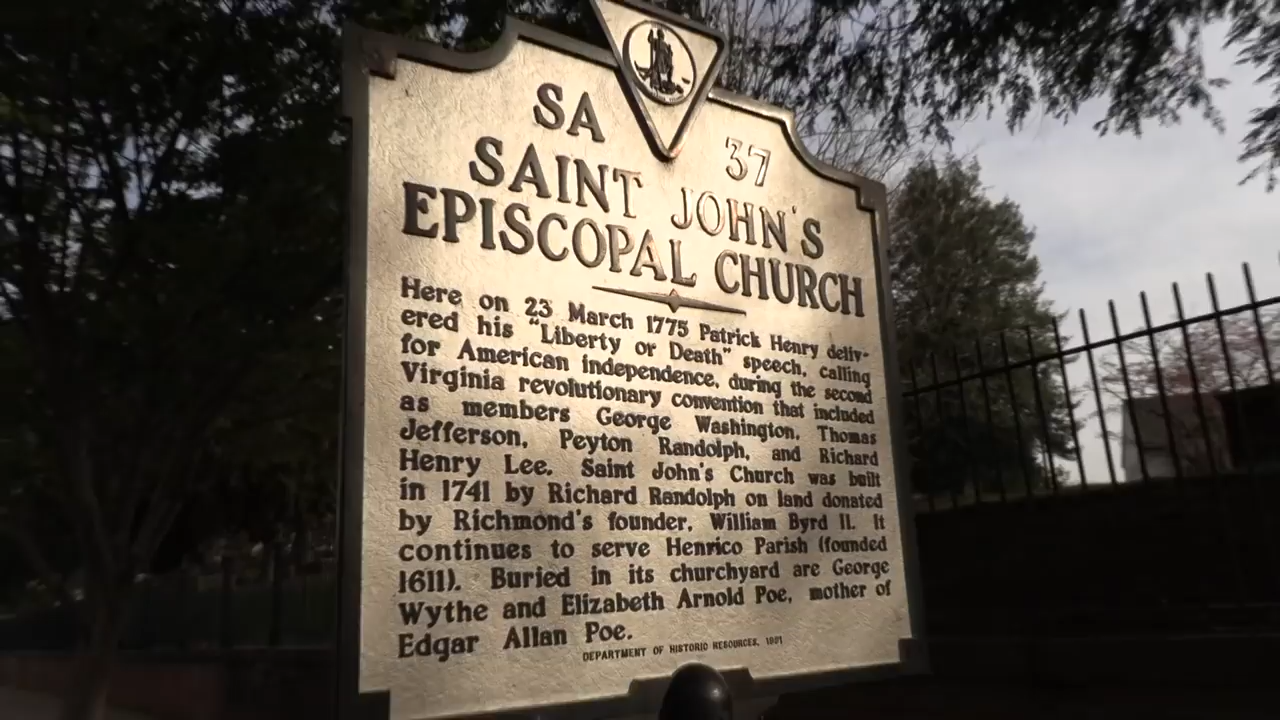 SA 37
SAINT JOHN'S
EPISCOPAL CHURCH
Here on 23 March 1775 Patrick Henry deliv-
ered his "Liberty or Death" speech, calling
for American independence, during the second
Virginia revolutionary convention that included
as members George Washington, Thomas
Jefferson, Peyton Randolph, and Richard
Henry Lee. Saint John's Church was built
in 1741 by Richard Randolph on land donated
by Richmond's founder, William Byrd II. It
continues to serve Henrico Parish (founded
1611). Buried in its churchyard are George
Wythe and Elizabeth Arnold Poe, mother of
Edgar Allan Poe.
DEPARTMENT OF HISTORIC RESOURCES, 1991